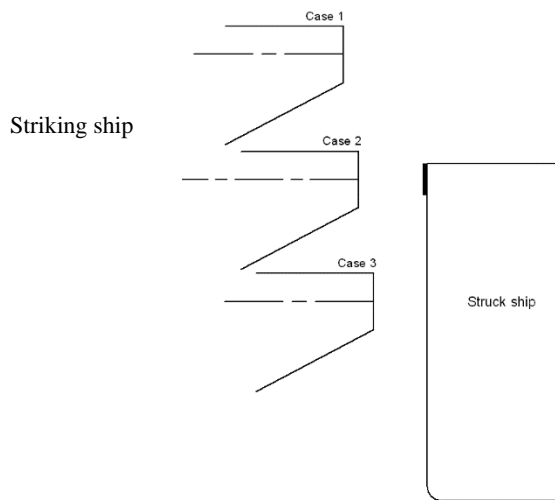 Case 1
Striking ship
Case 2
Case 3
Struck ship